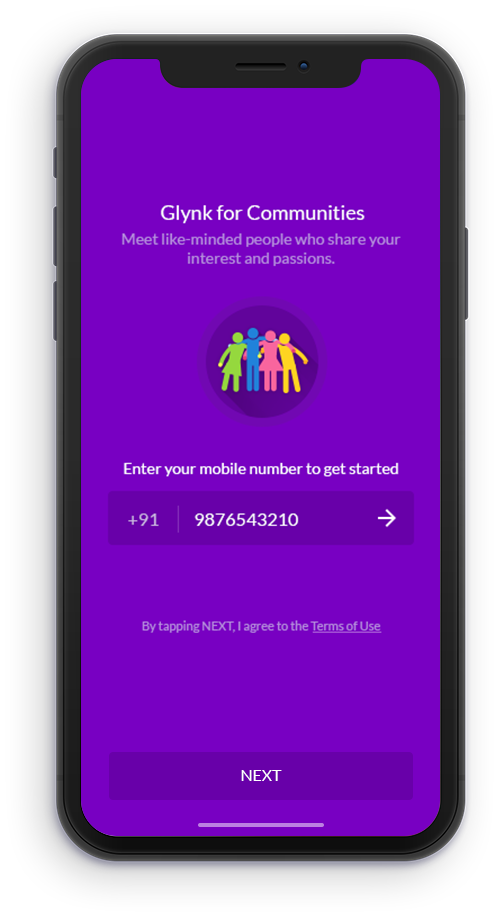 Glynk for Communities
Meet like-minded people who share your
interest and passions.
Enter your mobile number to get started
+91 9876543210
By tapping NEXT, I agree to the Terms of Use
NEXT